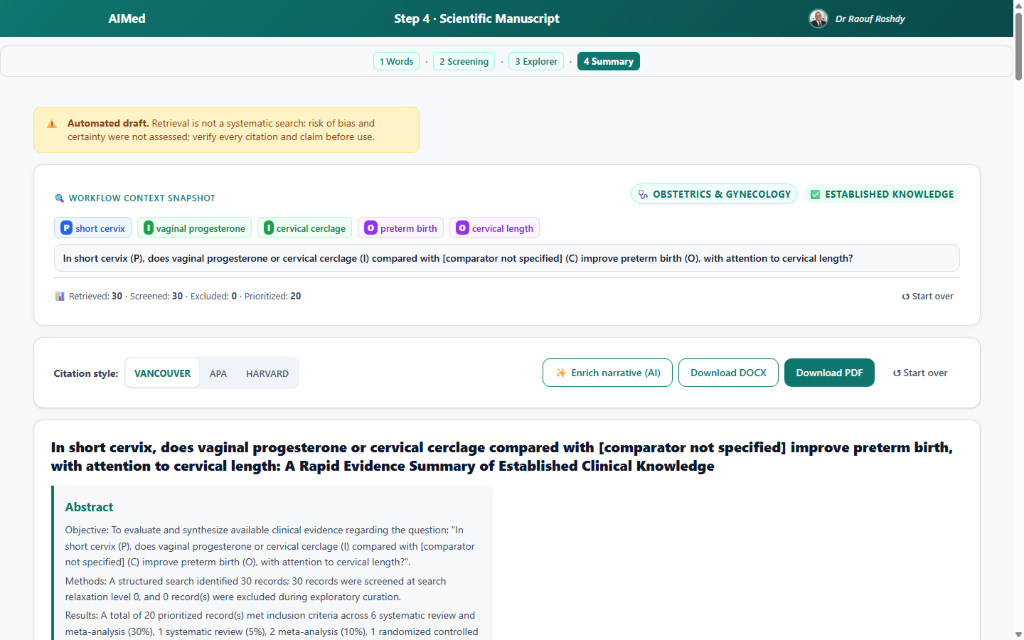 AIMed
Step 4 · Scientific Manuscript
Dr Raouf Roshdy
1 Words · 2 Screening · 3 Explorer · 4 Summary
Automated draft. Retrieval is not a systematic search; risk of bias and
certainty were not assessed; verify every citation and claim before use.
WORKFLOW CONTEXT SNAPSHOT
OBSTETRICS & GYNECOLOGY
ESTABLISHED KNOWLEDGE
P short cervix I vaginal progesterone I cervical cerclage O preterm birth O cervical length
In short cervix (P), does vaginal progesterone or cervical cerclage (I) compared with [comparator not specified] (C) improve preterm birth (O), with attention to cervical length?
Retrieved: 30 · Screened: 30 · Excluded: 0 · Prioritized: 20
↺ Start over
Citation style: VANCOUVER APA HARVARD
Enrich narrative (AI) Download DOCX Download PDF ↺ Start over
In short cervix, does vaginal progesterone or cervical cerclage compared with [comparator not specified] improve preterm birth,
with attention to cervical length: A Rapid Evidence Summary of Established Clinical Knowledge
Abstract
Objective: To evaluate and synthesize available clinical evidence regarding the question: "In
short cervix (P), does vaginal progesterone or cervical cerclage (I) compared with [comparator
not specified] (C) improve preterm birth (O), with attention to cervical length?".
Methods: A structured search identified 30 records; 30 records were screened at search
relaxation level 0, and 0 record(s) were excluded during exploratory curation.
Results: A total of 20 prioritized record(s) met inclusion criteria across 6 systematic review and
meta-analysis (30%), 1 systematic review (5%), 2 meta-analysis (10%), 1 randomized controlled